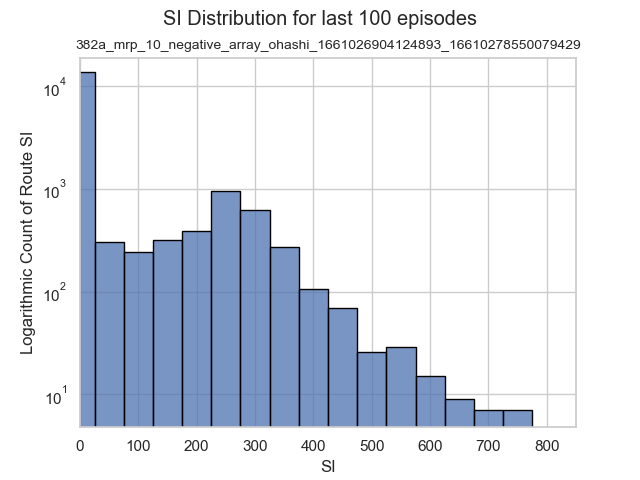 SI Distribution for last 100 episodes
382a_mrp_10_negative_array_ohashi_1661026904124893_16610278550079429
Logarithmic Count of Route SI
10^4
10^3
10^2
10^1
0 100 200 300 400 500 600 700 800
SI